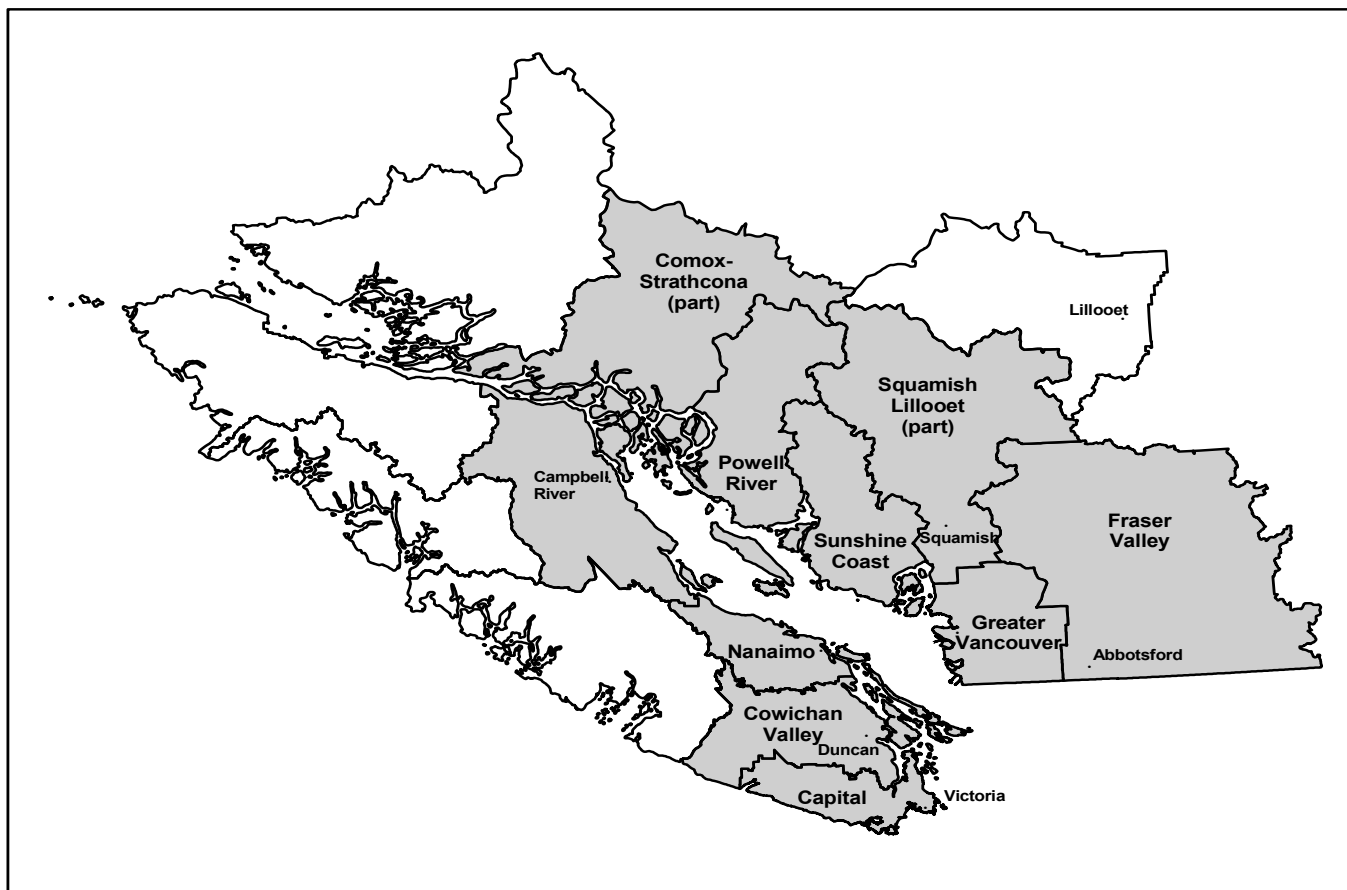 Comox-
Strathcona
(part)
Lillooet
Squamish
Lillooet
(part)
Powell
River
Campbell
River
Fraser
Valley
Sunshine
Coast
Squamish
Greater
Vancouver
Nanaimo
Abbotsford
Cowichan
Valley
Duncan
Capital
Victoria